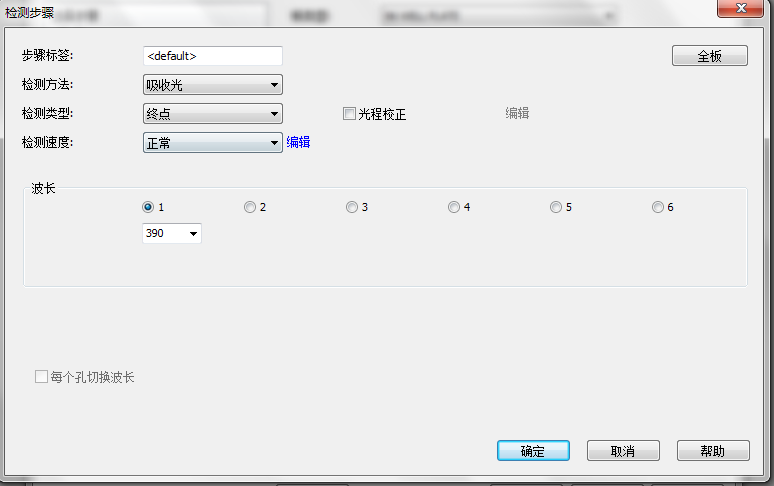 检测步骤
步骤标签: <default> 全板
检测方法: 吸收光
检测类型: 终点 光程校正 编辑
检测速度: 正常 编辑
波长
1 2 3 4 5 6
390
每个孔切换波长
确定 取消 帮助